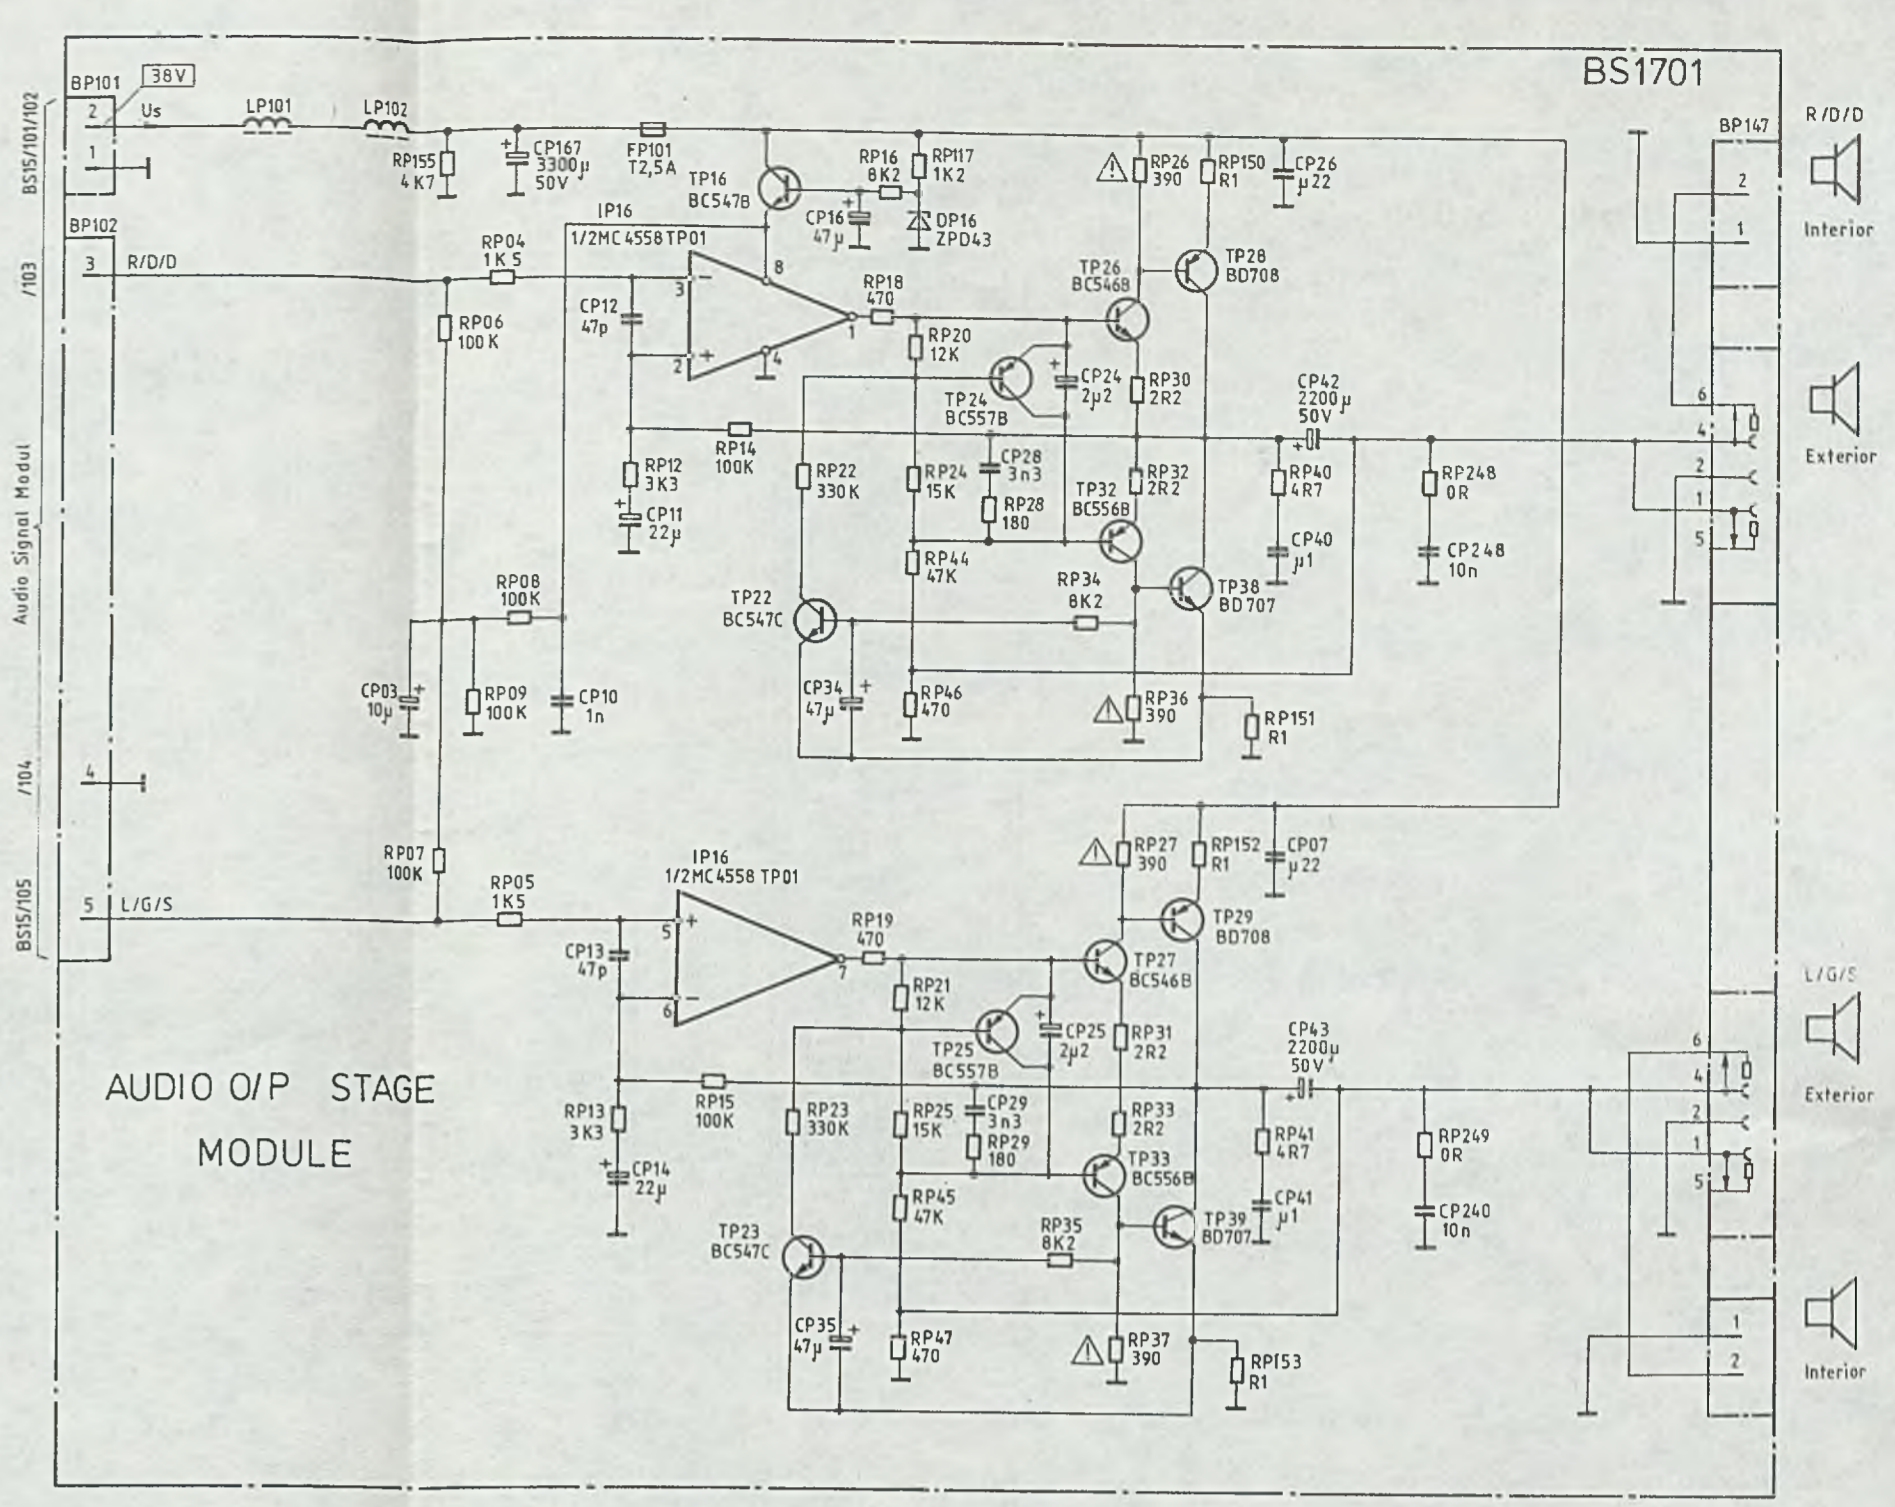 BS1701
BP101
38V
2
Us
1
LP101
LP102
RP155
4K7
+
CP167
3300µ
50V
FP101
T2,5A
TP16
BC547B
RP16
8K2
RP117
1K2
+
CP16
47µ
DP16
ZPD43
RP26
390
RP150
R1
CP26
µ22
BP147
2
1
R/D/D
Interior
BS15/101/102
/103
Audio Signal Modul
/104
BS15/105
BP102
3
R/D/D
RP04
1K5
RP06
100K
IP16
1/2MC4558TP01
CP12
47p
3
-
8
2
+
4
1
RP18
470
RP20
12K
TP26
BC546B
TP28
BD708
TP24
BC557B
+
CP24
2µ2
RP30
2R2
CP42
2200µ
50V
+
6
4
2
1
5
Exterior
RP14
100K
RP12
3K3
+
CP11
22µ
RP22
330K
RP24
15K
CP28
3n3
RP28
180
RP32
2R2
TP32
BC556B
RP40
4R7
CP40
µ1
RP248
0R
CP248
10n
RP44
47K
RP34
8K2
TP38
BD707
RP08
100K
TP22
BC547C
CP03
10µ
+
RP09
100K
CP10
1n
CP34
47µ
+
RP46
470
RP36
390
RP151
R1
4
RP07
100K
5
L/G/S
RP05
1K5
IP16
1/2MC4558TP01
CP13
47p
5
+
6
-
7
RP19
470
RP21
12K
RP27
390
RP152
R1
CP07
µ22
TP29
BD708
TP27
BC546B
TP25
BC557B
+
CP25
2µ2
RP31
2R2
CP43
2200µ
50V
+
L/G/S
6
4
2
1
5
Exterior
AUDIO O/P STAGE
MODULE
RP15
100K
RP13
3K3
+
CP14
22µ
RP23
330K
RP25
15K
CP29
3n3
RP29
180
RP33
2R2
TP33
BC556B
RP41
4R7
CP41
µ1
RP249
0R
CP240
10n
RP45
47K
RP35
8K2
TP39
BD707
TP23
BC547C
CP35
47µ
+
RP47
470
RP37
390
RP153
R1
1
2
Interior